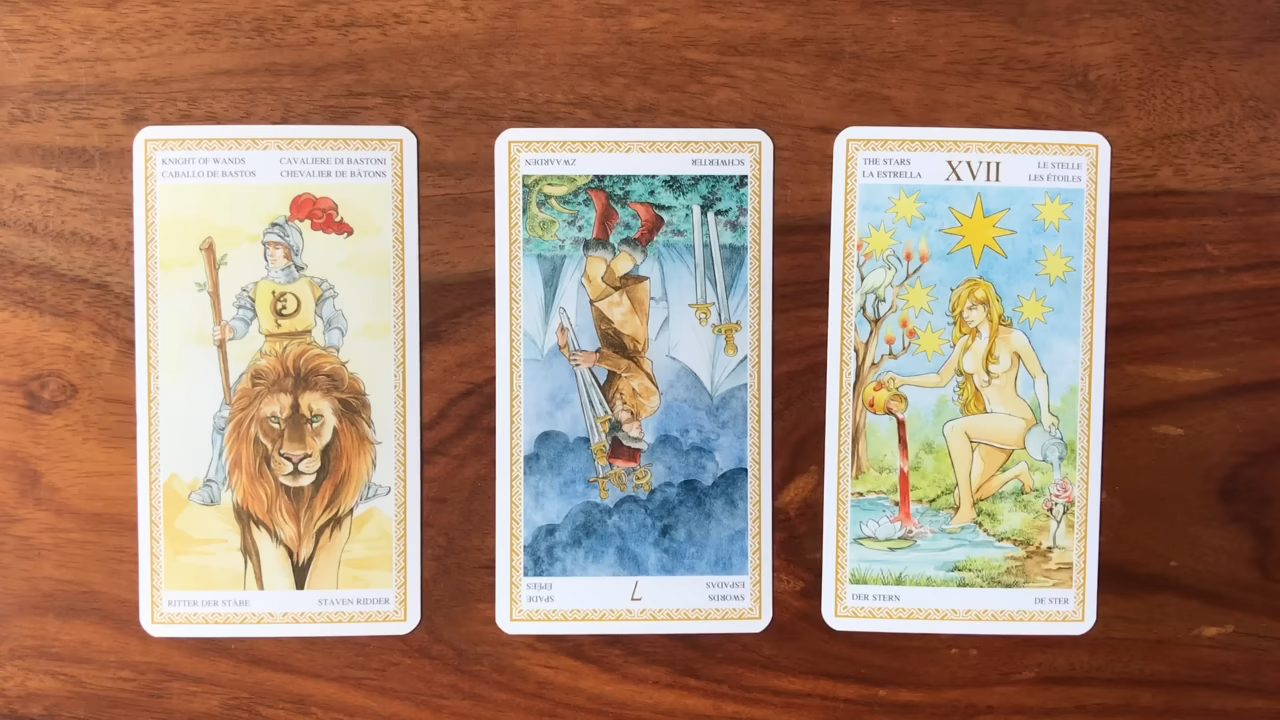 KNIGHT OF WANDS CAVALIERE DI BASTONI
CABALLO DE BASTOS CHEVALIER DE BÂTONS
RITTER DER STÄBE STAVEN RIDDER
SWORDS SPADE
ESPADAS 7 ÉPÉES
SCHWERTER ZWAARDEN
THE STARS XVII LE STELLE
LA ESTRELLA LES ÉTOILES
DER STERN DE STER